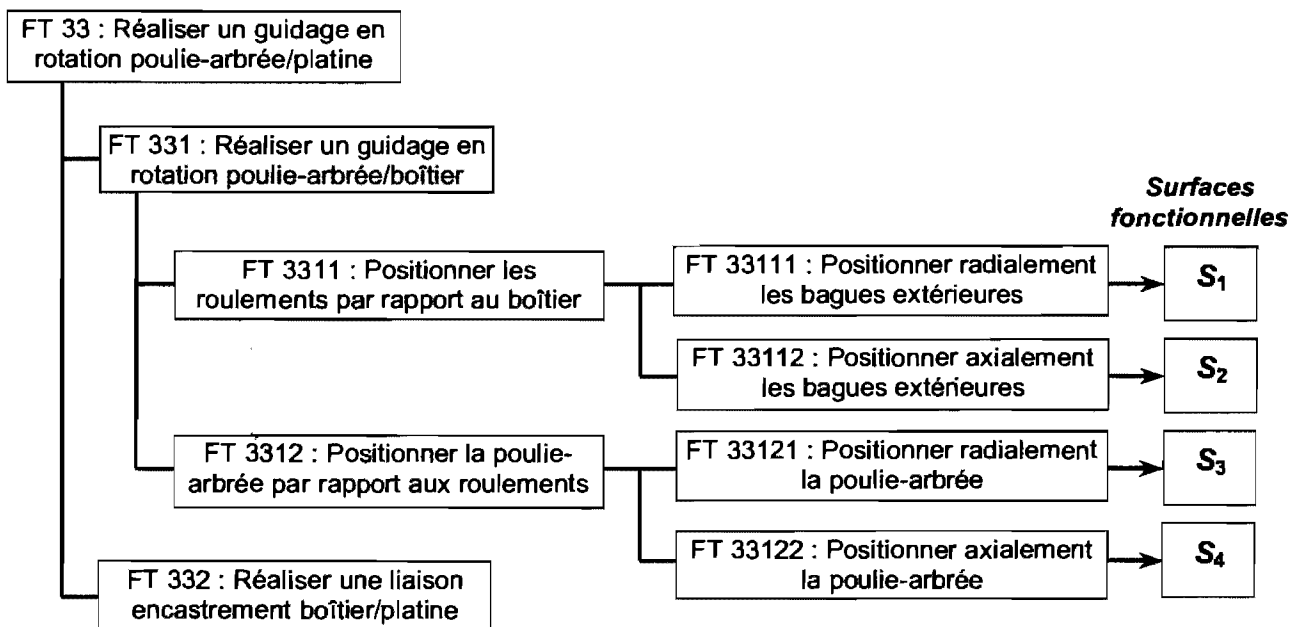 FT 33 : Réaliser un guidage en
rotation poulie-arbrée/platine
FT 331 : Réaliser un guidage en
rotation poulie-arbrée/boîtier
Surfaces
fonctionnelles
FT 3311 : Positionner les
roulements par rapport au boîtier
FT 33111 : Positionner radialement
les bagues extérieures
S1
FT 33112 : Positionner axialement
les bagues extérieures
S2
FT 3312 : Positionner la poulie-
arbrée par rapport aux roulements
FT 33121 : Positionner radialement
la poulie-arbrée
S3
FT 33122 : Positionner axialement
la poulie-arbrée
S4
FT 332 : Réaliser une liaison
encastrement boîtier/platine